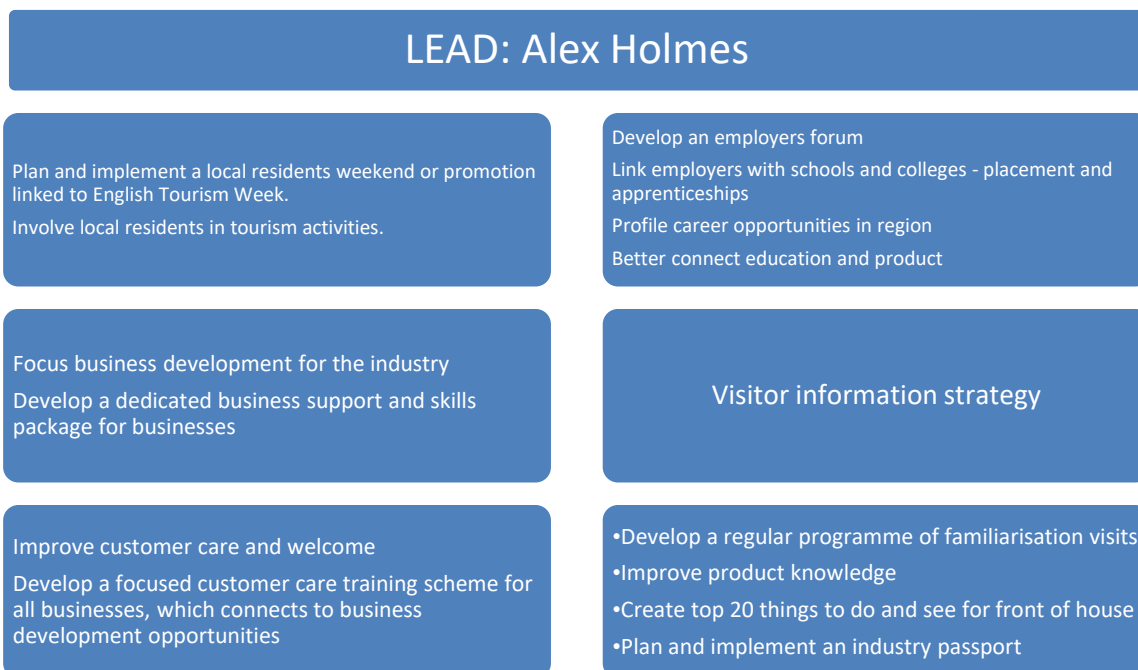 LEAD: Alex Holmes
Plan and implement a local residents weekend or promotion
linked to English Tourism Week.
Involve local residents in tourism activities.
Develop an employers forum
Link employers with schools and colleges - placement and
apprenticeships
Profile career opportunities in region
Better connect education and product
Focus business development for the industry
Develop a dedicated business support and skills
package for businesses
Visitor information strategy
Improve customer care and welcome
Develop a focused customer care training scheme for
all businesses, which connects to business
development opportunities
•Develop a regular programme of familiarisation visits
•Improve product knowledge
•Create top 20 things to do and see for front of house
•Plan and implement an industry passport